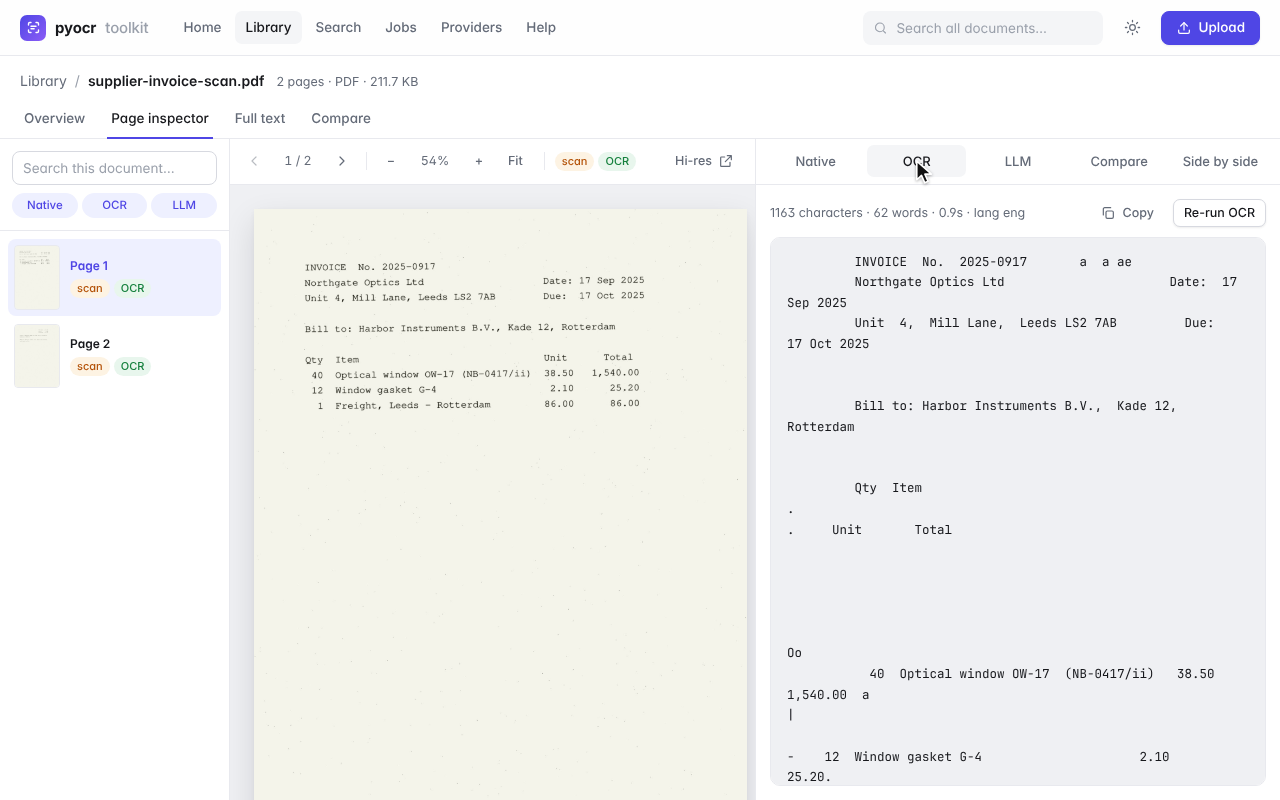 pyocr toolkit Home Library Search Jobs Providers Help Search all documents... Upload
Library / supplier-invoice-scan.pdf 2 pages · PDF · 211.7 KB
Overview Page inspector Full text Compare
Search this document...
Native OCR LLM
Page 1
scan OCR
Page 2
scan OCR
1 / 2 − 54% + Fit scan OCR Hi-res
INVOICE No. 2025-0917
Northgate Optics Ltd Date: 17 Sep 2025
Unit 4, Mill Lane, Leeds LS2 7AB Due: 17 Oct 2025
Bill to: Harbor Instruments B.V., Kade 12, Rotterdam
Qty Item Unit Total
40 Optical window OW-17 (NB-0417/ii) 38.50 1,540.00
12 Window gasket G-4 2.10 25.20
1 Freight, Leeds - Rotterdam 86.00 86.00
Native OCR LLM Compare Side by side
1163 characters · 62 words · 0.9s · lang eng Copy Re-run OCR
INVOICE No. 2025-0917 a a ae
Northgate Optics Ltd Date: 17
Sep 2025
Unit 4, Mill Lane, Leeds LS2 7AB Due:
17 Oct 2025
Bill to: Harbor Instruments B.V., Kade 12,
Rotterdam
Qty Item
.
. Unit Total
Oo
40 Optical window OW-17 (NB-0417/ii) 38.50
1,540.00 a
|
- 12 Window gasket G-4 2.10
25.20.